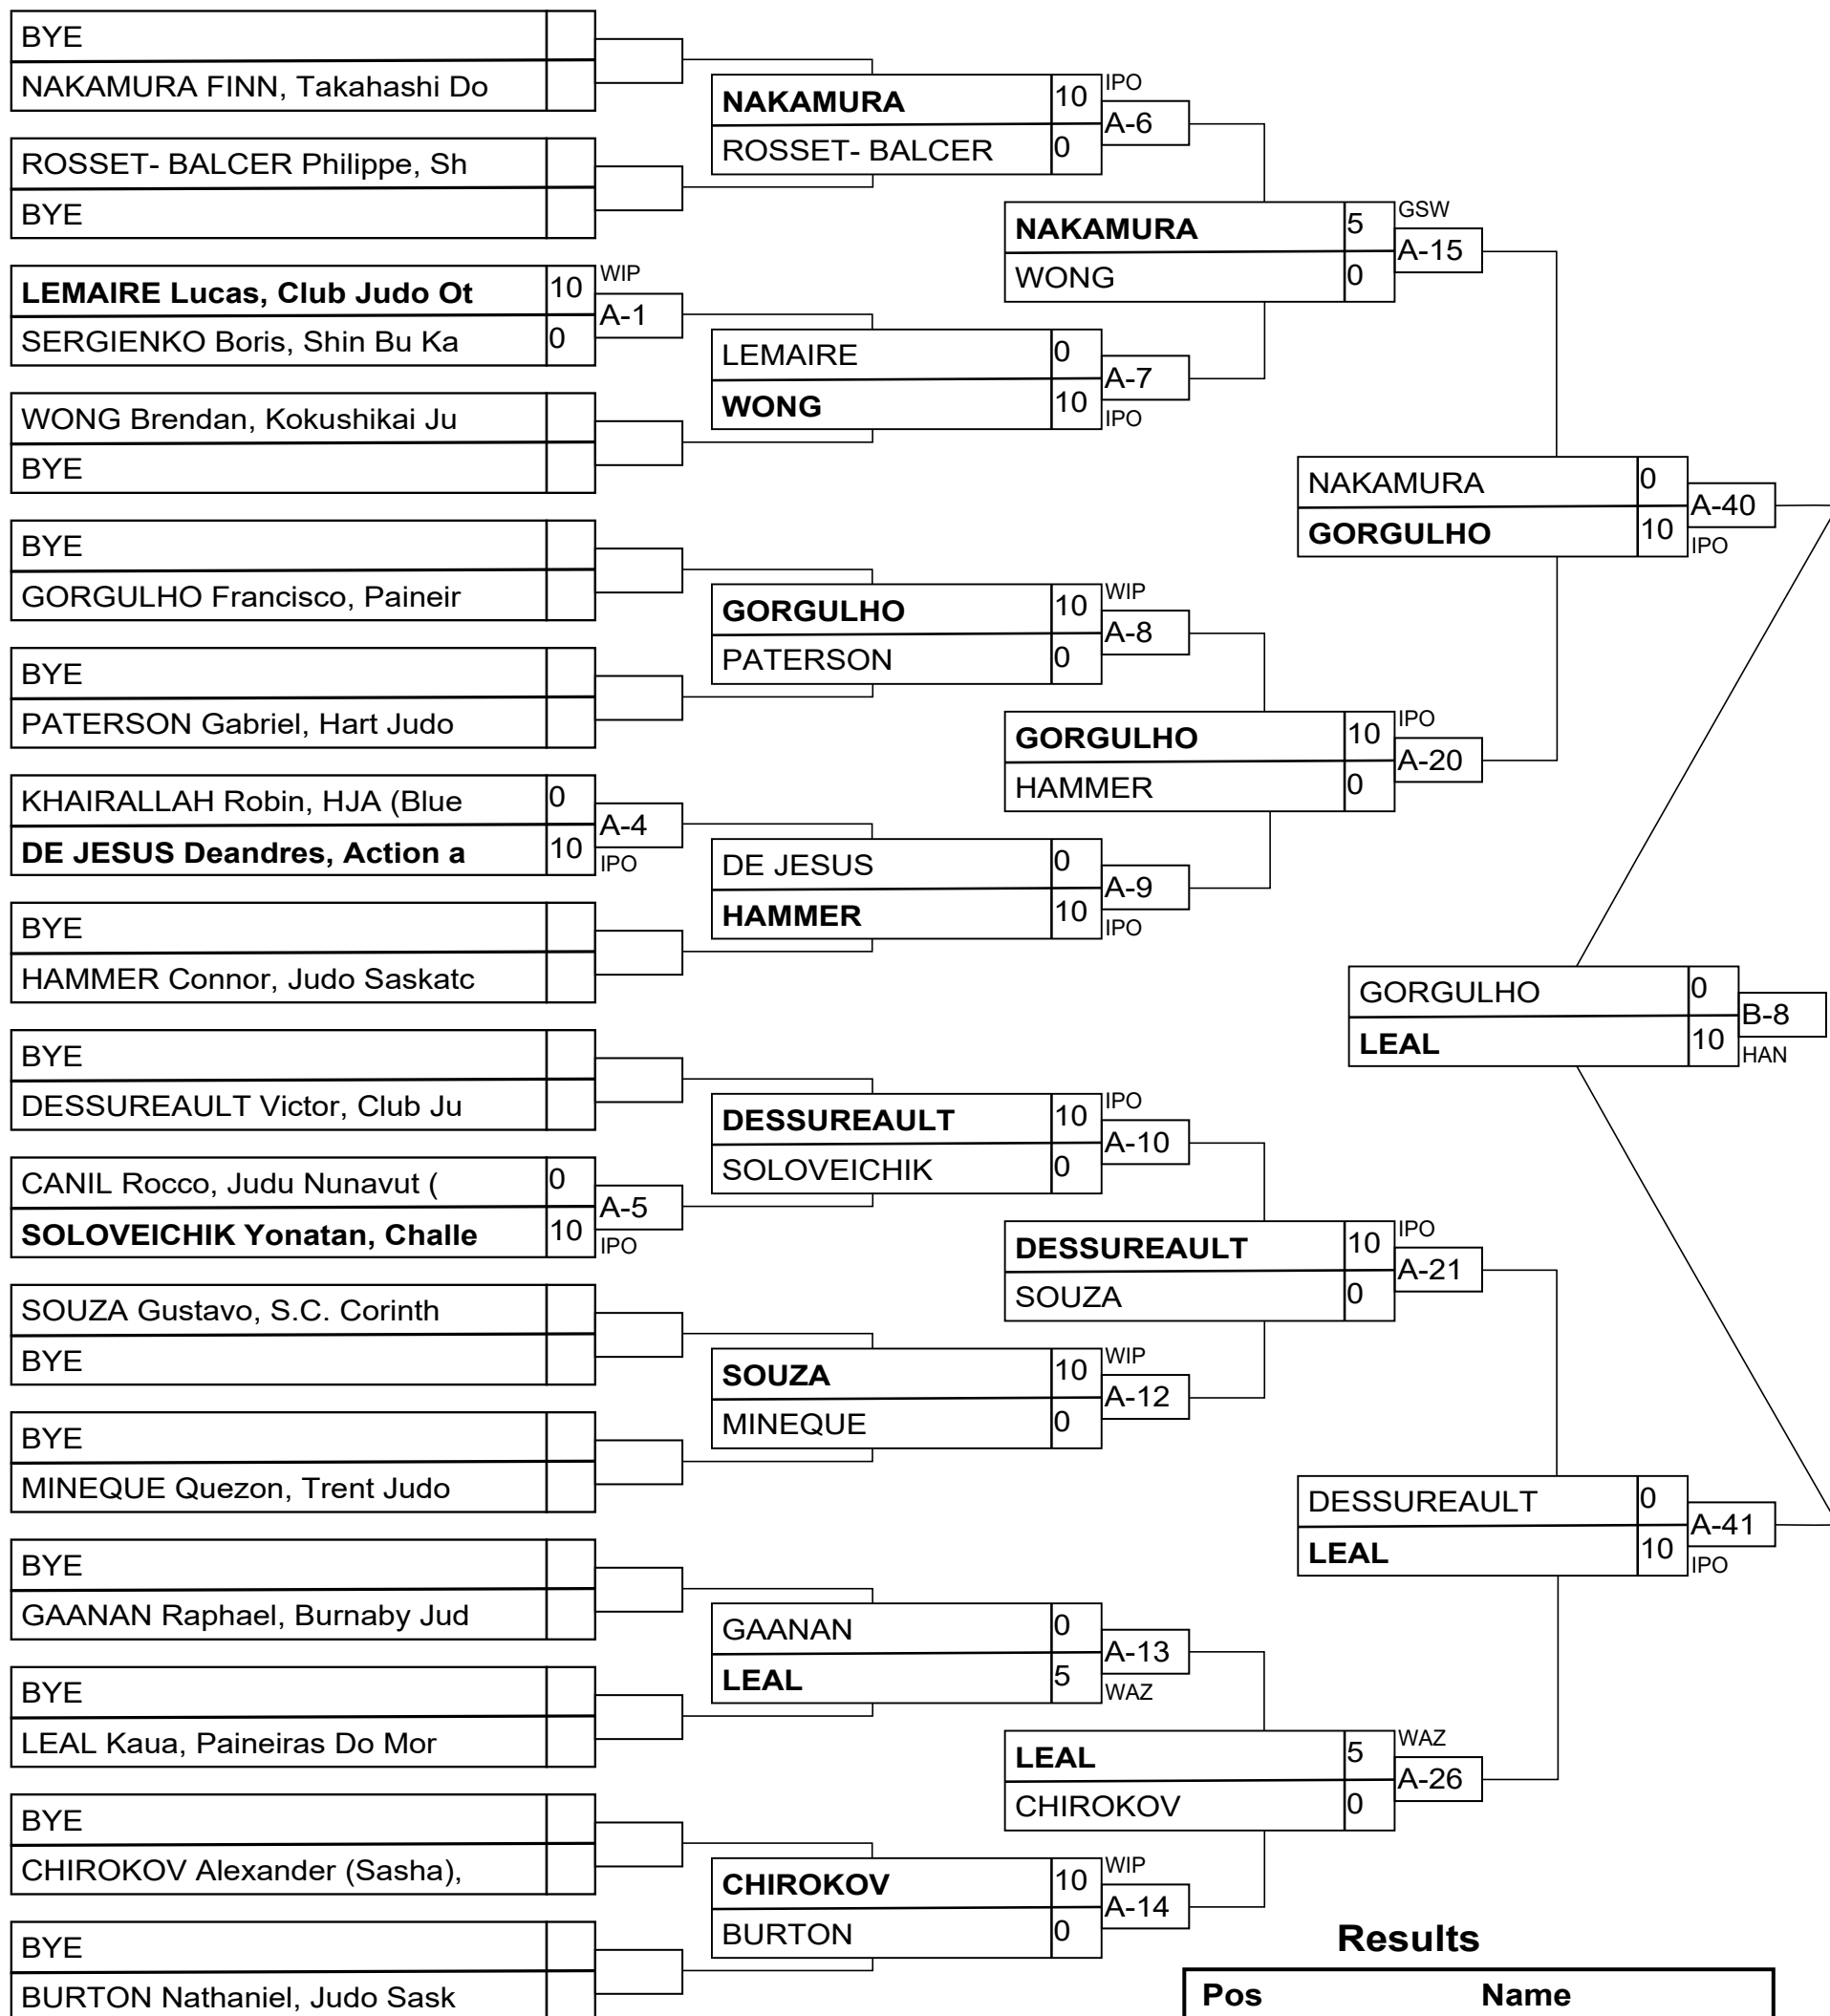 BYE
NAKAMURA FINN, Takahashi Do
ROSSET- BALCER Philippe, Sh
BYE
LEMAIRE Lucas, Club Judo Ot 10 WIP
A-1
SERGIENKO Boris, Shin Bu Ka 0
WONG Brendan, Kokushikai Ju
BYE
BYE
GORGULHO Francisco, Paineir
BYE
PATERSON Gabriel, Hart Judo
KHAIRALLAH Robin, HJA (Blue 0
A-4
DE JESUS Deandres, Action a 10 IPO
BYE
HAMMER Connor, Judo Saskatc
BYE
DESSUREAULT Victor, Club Ju
CANIL Rocco, Judu Nunavut ( 0
A-5
SOLOVEICHIK Yonatan, Challe 10 IPO
SOUZA Gustavo, S.C. Corinth
BYE
BYE
MINEQUE Quezon, Trent Judo
BYE
GAANAN Raphael, Burnaby Jud
BYE
LEAL Kaua, Paineiras Do Mor
BYE
CHIROKOV Alexander (Sasha),
BYE
BURTON Nathaniel, Judo Sask
NAKAMURA 10 IPO
A-6
ROSSET- BALCER 0
LEMAIRE 0
A-7
WONG 10 IPO
GORGULHO 10 WIP
A-8
PATERSON 0
DE JESUS 0
A-9
HAMMER 10 IPO
DESSUREAULT 10 IPO
A-10
SOLOVEICHIK 0
SOUZA 10 WIP
A-12
MINEQUE 0
GAANAN 0
A-13
LEAL 5 WAZ
CHIROKOV 10 WIP
A-14
BURTON 0
NAKAMURA 5 GSW
A-15
WONG 0
GORGULHO 10 IPO
A-20
HAMMER 0
DESSUREAULT 10 IPO
A-21
SOUZA 0
LEAL 5 WAZ
A-26
CHIROKOV 0
NAKAMURA 0
A-40
GORGULHO 10 IPO
DESSUREAULT 0
A-41
LEAL 10 IPO
GORGULHO 0
B-8
LEAL 10 HAN
Results
Pos Name